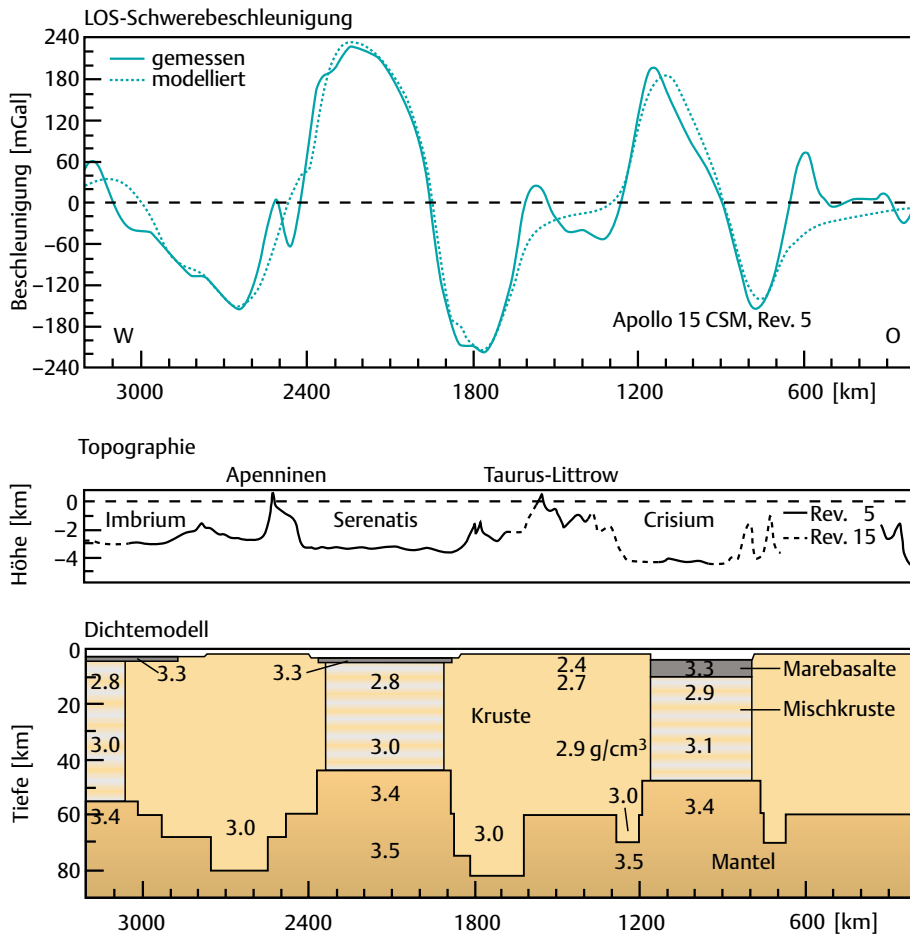 LOS-Schwerebeschleunigung
240
180
120
60
0
−60
−120
−180
−240
Beschleunigung [mGal]
gemessen
modelliert
Apollo 15 CSM, Rev. 5
W
O
3000 2400 1800 1200 600 [km]
Topographie
Apenninen Taurus-Littrow
0
−2
−4
Höhe [km]
Imbrium Serenatis Crisium
Rev. 5
Rev. 15
Dichtemodell
0
20
40
60
80
Tiefe [km]
3.3 3.3 3.3
2.8 2.8 2.4
2.7
2.9
Marebasalte
Mischkruste
Kruste
3.0 3.0 2.9 g/cm³ 3.1
3.4 3.4 3.0 3.4
3.0 3.5 3.0 3.5 Mantel
3000 2400 1800 1200 600 [km]